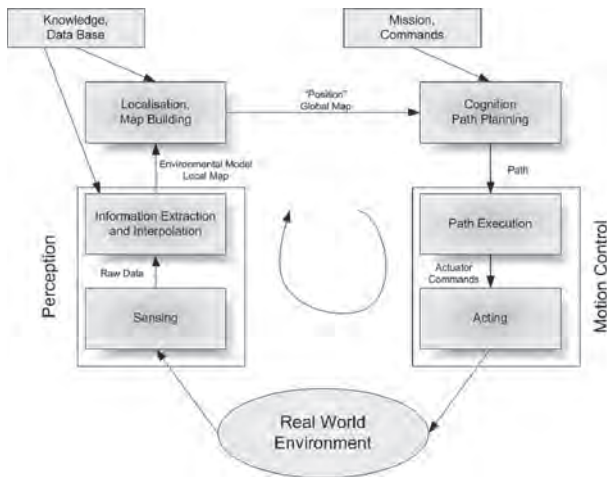 Knowledge,
Data Base
Mission,
Commands
Localisation,
Map Building
"Position"
Global Map
Cognition
Path Planning
Environmental Model
Local Map
Path
Perception
Information Extraction
and Interpolation
Path Execution
Motion Control
Raw Data
Actuator
Commands
Sensing
Acting
Real World
Environment